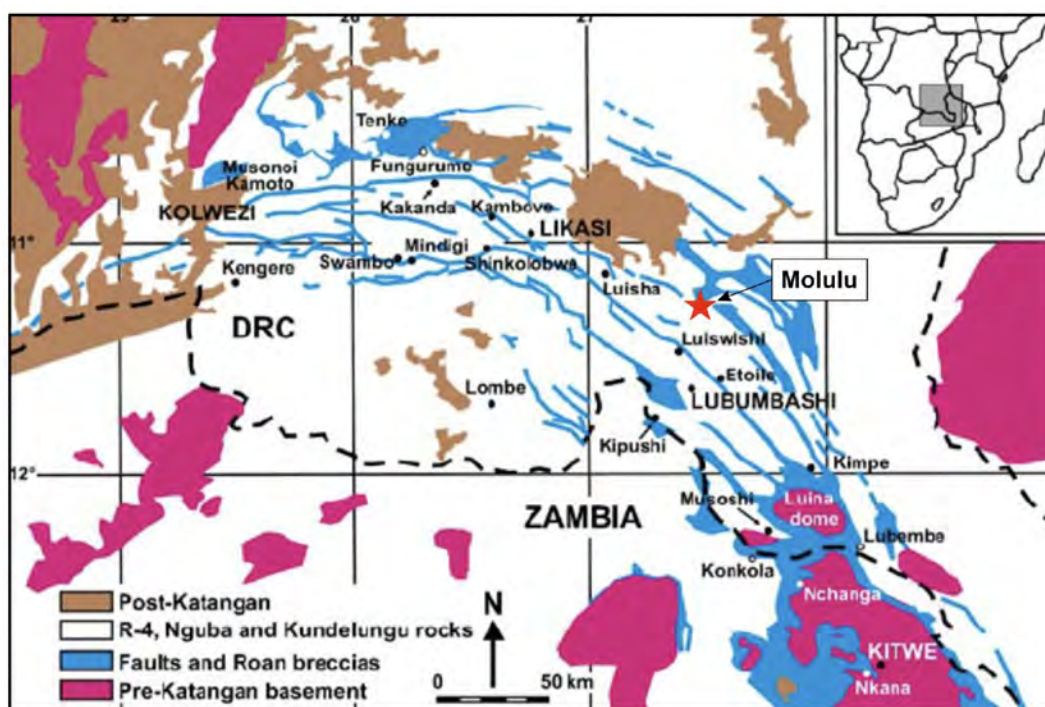 26
27
Tenke
Fungurume
Musonoi
Kamoto
Kakanda
Kambove
KOLWEZI
LIKASI
11°
Mindigi
Swambo
Shinkolobwe
Kengere
Luisha
Molulu
DRC
Luiswishi
Etoile
Lombe
LUBUMBASHI
Kipushi
12°
Kimpe
Musoshi
Luina
dome
ZAMBIA
Lubembe
Konkola
Nchanga
Post-Katangan
R-4, Nguba and Kundelungu rocks
Faults and Roan breccias
Pre-Katangan basement
N
0 50 km
KITWE
Nkana